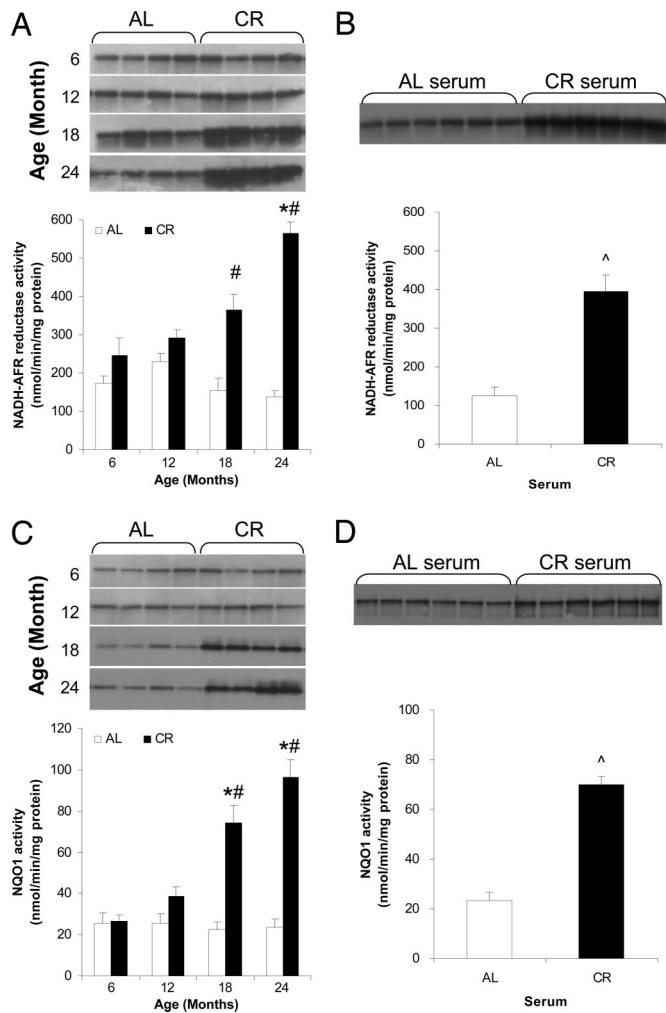 A
AL CR
Age (Month)
6
12
18
24
NADH-AFR reductase activity
(nmol/min/mg protein)
600
500
400
300
200
100
0
AL CR
#
*#
6 12 18 24
Age (Months)
B
AL serum CR serum
NADH-AFR reductase activity
(nmol/min/mg protein)
600
500
400
300
200
100
0
^
AL CR
Serum
C
AL CR
Age (Month)
6
12
18
24
NQO1 activity
(nmol/min/mg protein)
120
100
80
60
40
20
0
AL CR
*#
*#
6 12 18 24
Age (Months)
D
AL serum CR serum
NQO1 activity
(nmol/min/mg protein)
100
80
60
40
20
0
^
AL CR
Serum